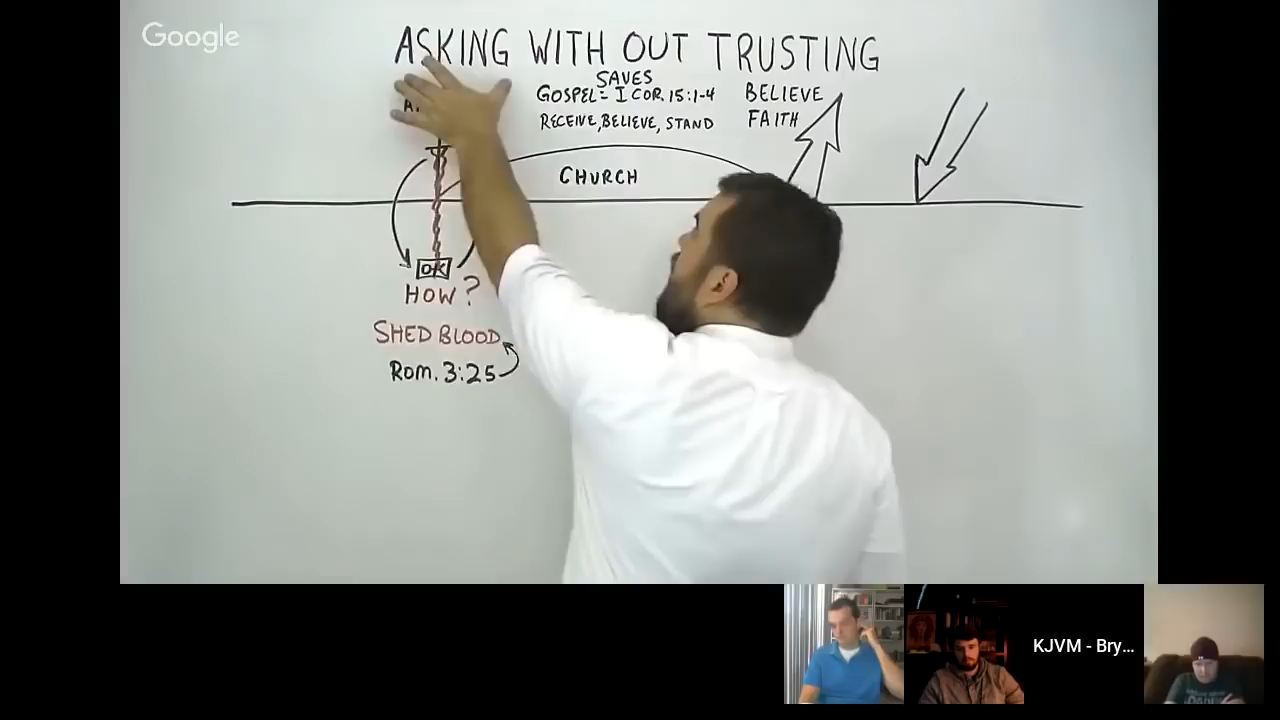 Google
ASKING WITH OUT TRUSTING
SAVES
GOSPEL = I COR. 15:1-4
RECEIVE, BELIEVE, STAND
BELIEVE
FAITH
CHURCH
OK
HOW?
SHED BLOOD
Rom. 3:25
KJVM - Bry...